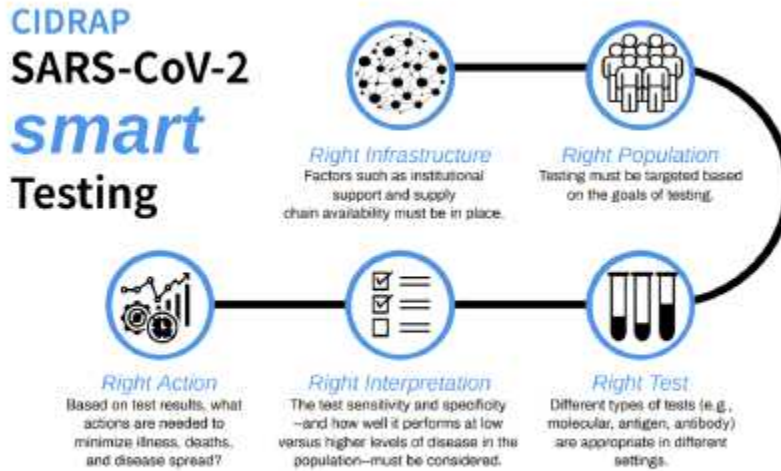 CIDRAP
SARS-CoV-2
smart
Testing
Right Infrastructure
Factors such as institutional
support and supply
chain availability must be in place.
Right Population
Testing must be targeted based
on the goals of testing.
Right Test
Different types of tests (e.g.,
molecular, antigen, antibody)
are appropriate in different
settings.
Right Interpretation
The test sensitivity and specificity
–and how well it performs at low
versus higher levels of disease in the
population–must be considered.
Right Action
Based on test results, what
actions are needed to
minimize illness, deaths,
and disease spread?